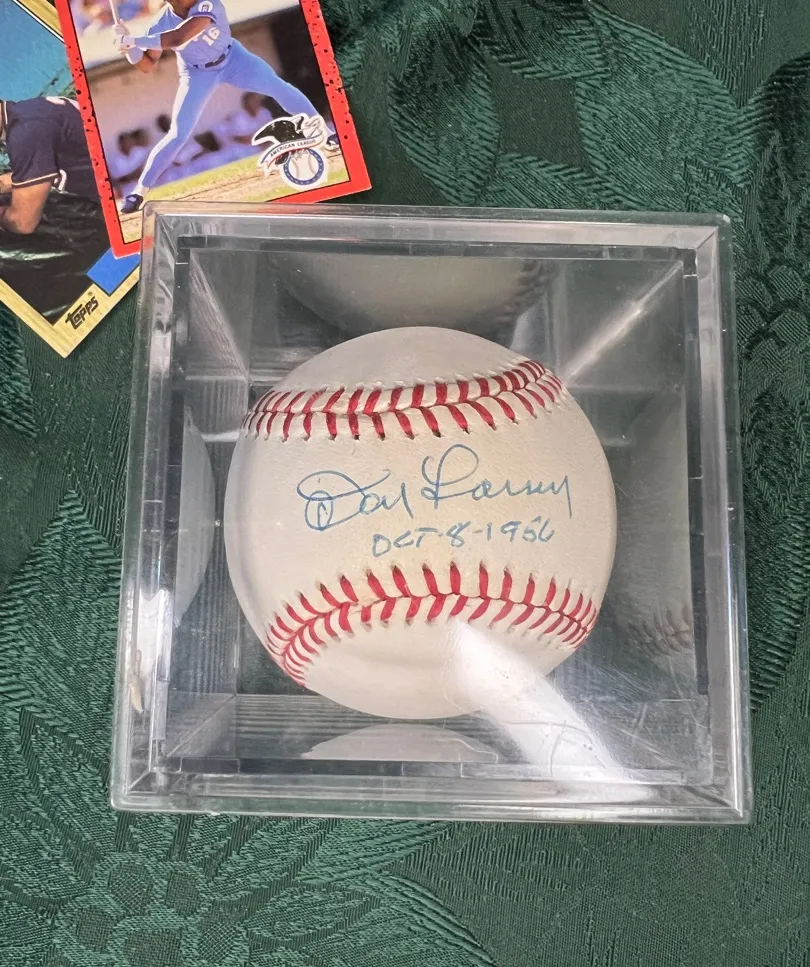 16
AMERICAN LEAGUE
TOPPS
Don Larsen
OCT-8-1956